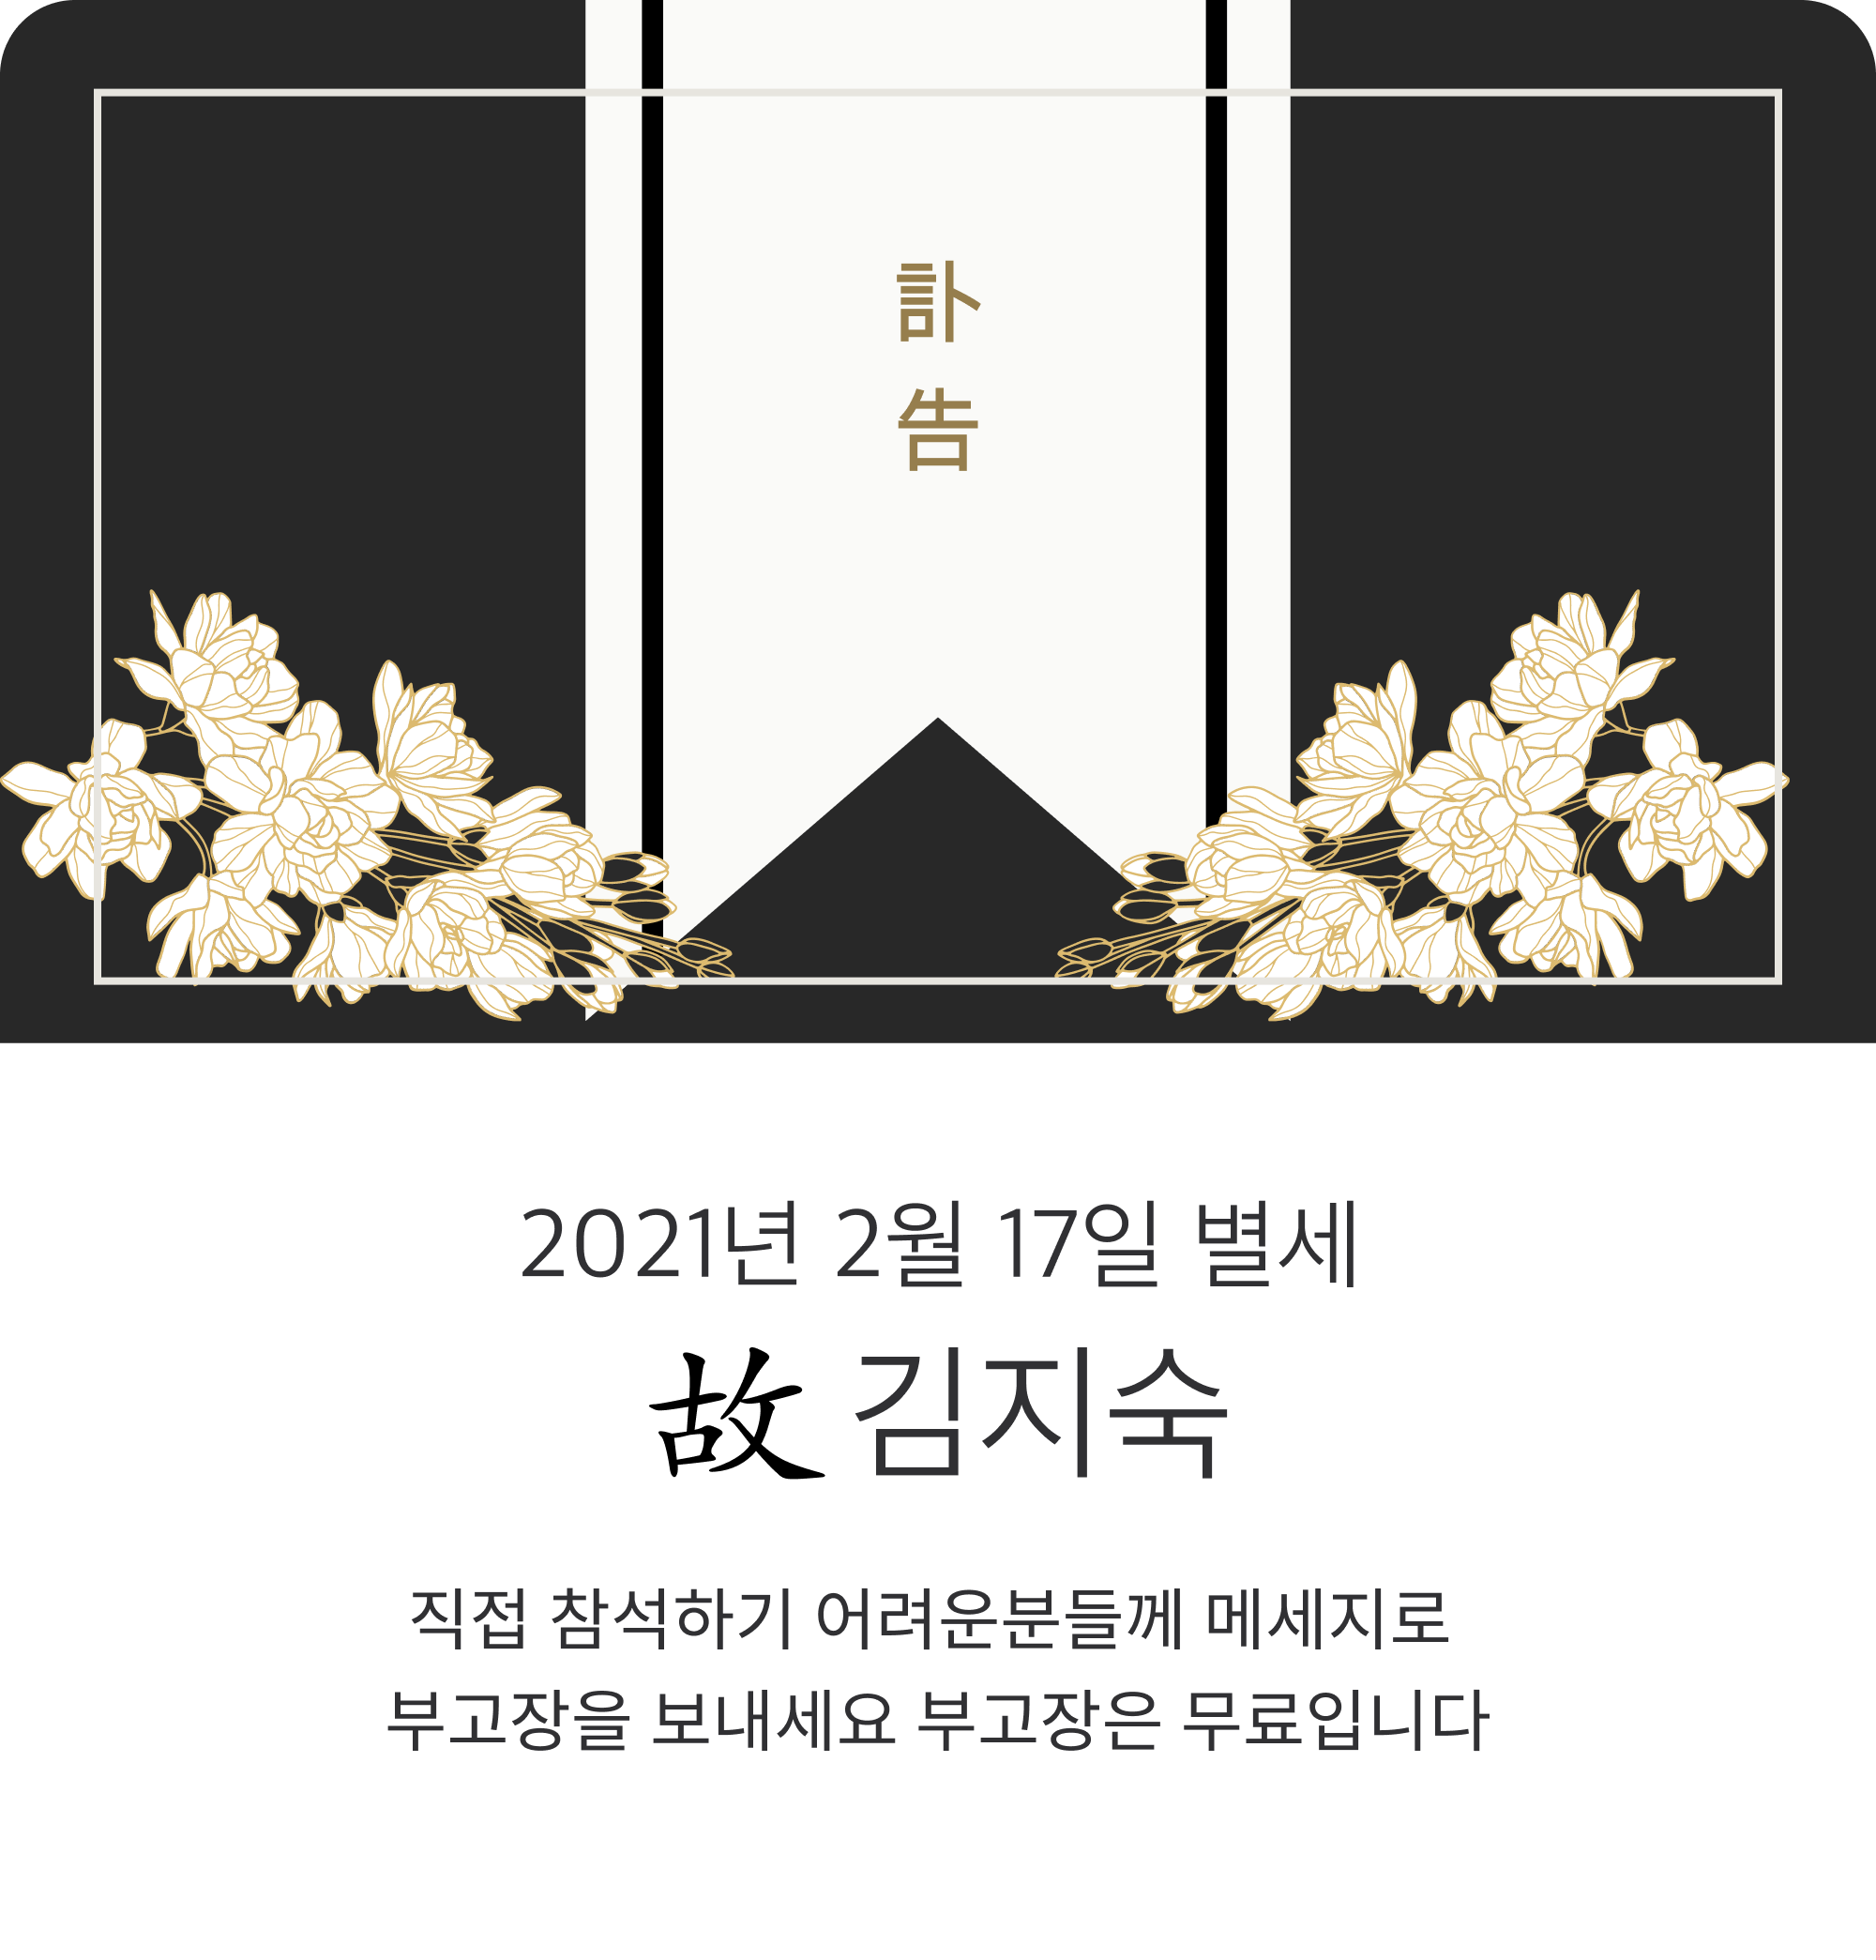 訃
告
2021년 2월 17일 별세
故 김지숙
직접 참석하기 어려운분들께 메세지로
부고장을 보내세요 부고장은 무료입니다